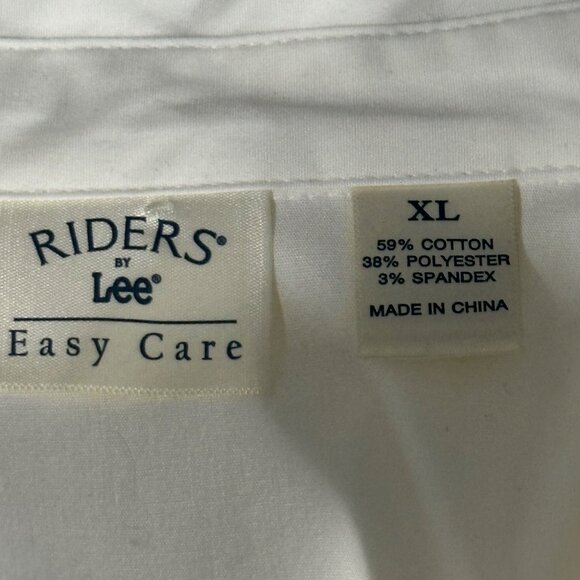 RIDERS®
BY
Lee®
Easy Care
XL
59% COTTON
38% POLYESTER
3% SPANDEX
MADE IN CHINA